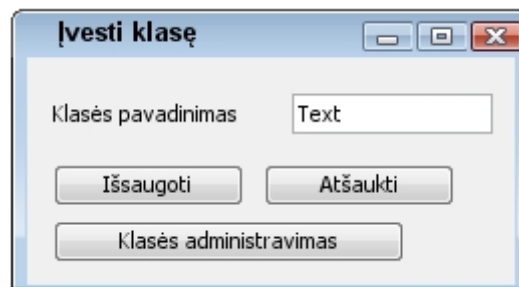 Įvesti klasę
Klasės pavadinimas Text
Išsaugoti Atšaukti
Klasės administravimas